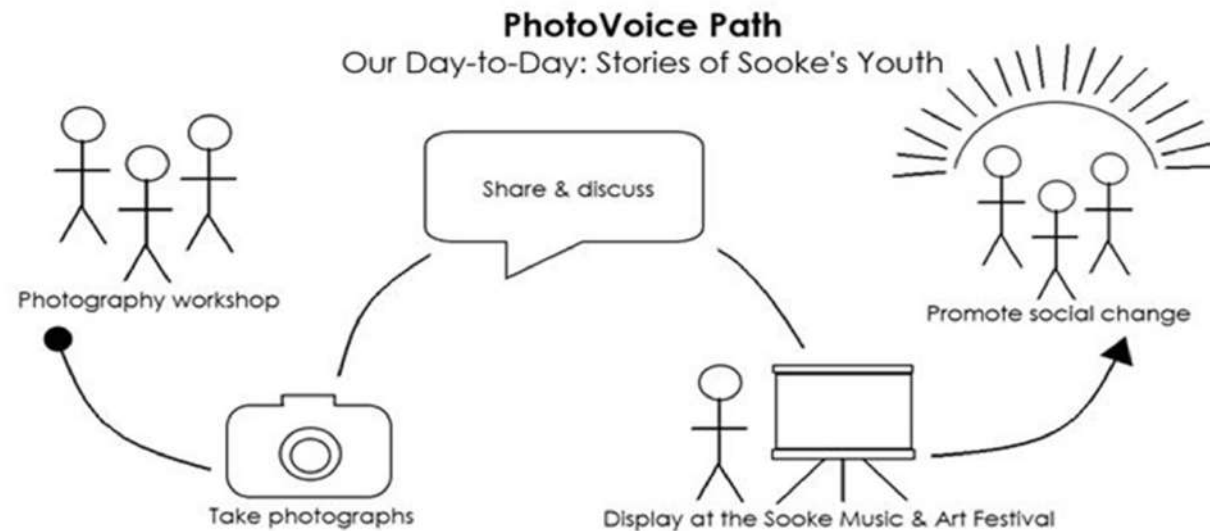 PhotoVoice Path
Our Day-to-Day: Stories of Sooke's Youth
Photography workshop
Take photographs
Share & discuss
Display at the Sooke Music & Art Festival
Promote social change